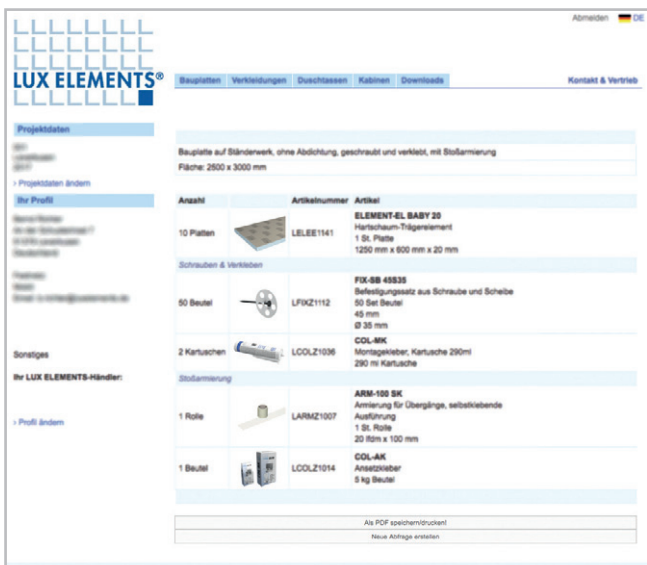 Abmelden DE
LUX ELEMENTS®
Bauplatten Verkleidungen Duschtassen Kabinen Downloads Kontakt & Vertrieb
Projektdaten
› Projektdaten ändern
Ihr Profil
Sonstiges
Ihr LUX ELEMENTS-Händler:
› Profil ändern
Bauplatte auf Ständerwerk, ohne Abdichtung, geschraubt und verklebt, mit Stoßarmierung
Fläche: 2500 x 3000 mm
Anzahl Artikelnummer Artikel
10 Platten LELEE1141
ELEMENT-EL BABY 20
Hartschaum-Trägerelement
1 St. Platte
1250 mm x 600 mm x 20 mm
Schrauben & Verkleben
50 Beutel LFIXZ1112
FIX-SB 45S35
Befestigungssatz aus Schraube und Scheibe
50 Set Beutel
45 mm
Ø 35 mm
2 Kartuschen LCOLZ1036
COL-MK
Montagekleber, Kartusche 290ml
290 ml Kartusche
Stoßarmierung
1 Rolle LARMZ1007
ARM-100 SK
Armierung für Übergänge, selbstklebende
Ausführung
1 St. Rolle
20 lfdm x 100 mm
1 Beutel LCOLZ1014
COL-AK
Ansetzkleber
5 kg Beutel
Als PDF speichern/drucken!
Neue Abfrage erstellen